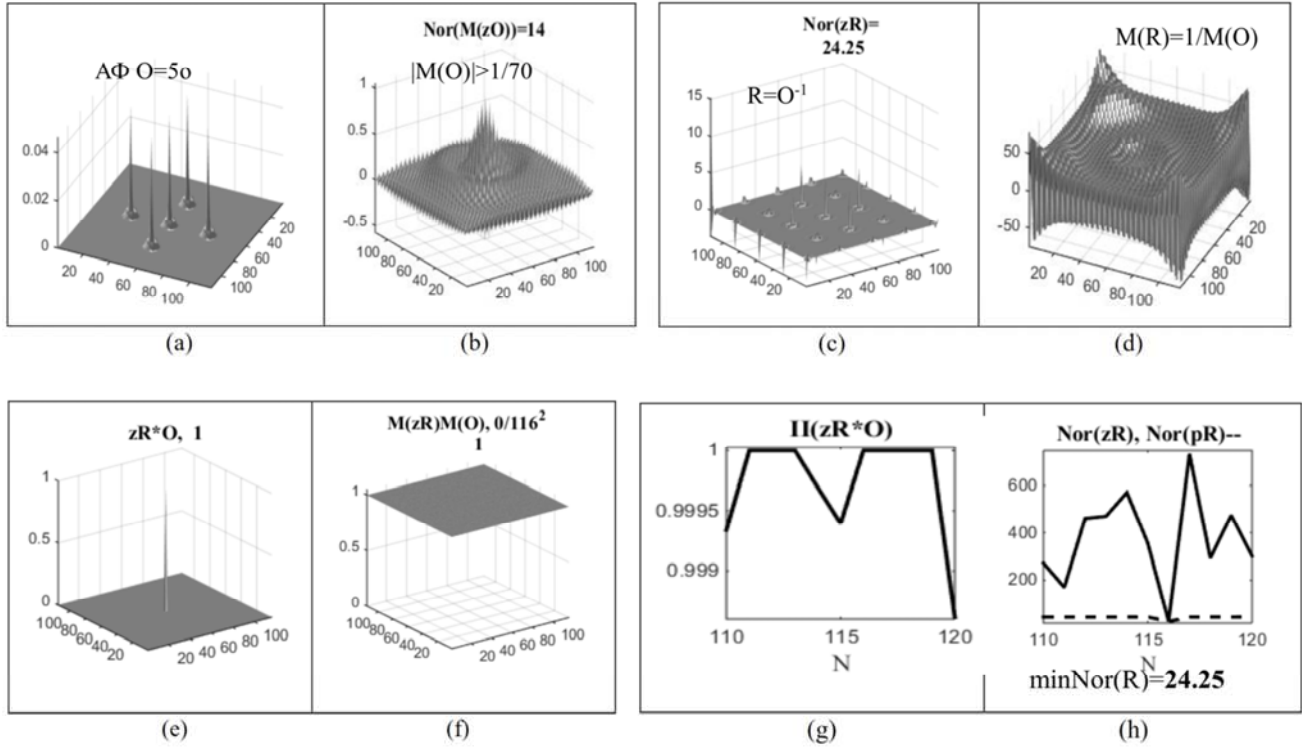 Nor(M(zO))=14
Nor(zR)=
24.25
M(R)=1/M(O)
ΑΦ O=5o
|M(O)|>1/70
R=O⁻¹
0.04
0.02
0
20 40 60 80 100
20
40
60
80
100
1
0.5
0
-0.5
100
80
60
40
20
20 40 60 80 100
15
10
5
0
100
80
60
40
20
20 40 60 80 100
50
0
-50
20 40 60 80 100
20
40
60
80
100
(a)
(b)
(c)
(d)
zR*O, 1
M(zR)M(O), 0/116²
1
II(zR*O)
Nor(zR), Nor(pR)--
1
0.5
0
100
80
60
40
20
20 40 60 80 100
1
0.5
0
100
80
60
40
20
20 40 60 80 100
1
0.9995
0.999
110 115 120
N
600
400
200
110 115 120
N
minNor(R)=24.25
(e)
(f)
(g)
(h)